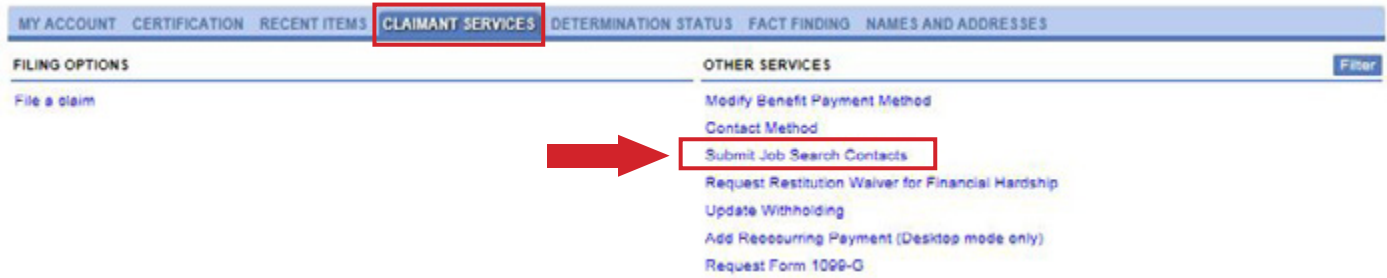 MY ACCOUNT CERTIFICATION RECENT ITEMS CLAIMANT SERVICES DETERMINATION STATUS FACT FINDING NAMES AND ADDRESSES
FILING OPTIONS
File a claim
OTHER SERVICES
Filter
Modify Benefit Payment Method
Contact Method
Submit Job Search Contacts
Request Restitution Waiver for Financial Hardship
Update Withholding
Add Reoccurring Payment (Desktop mode only)
Request Form 1099-G